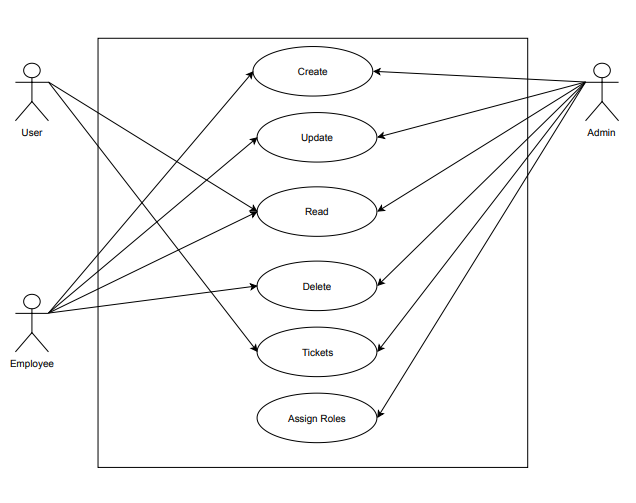 Create
User
Update
Admin
Read
Delete
Tickets
Employee
Assign Roles